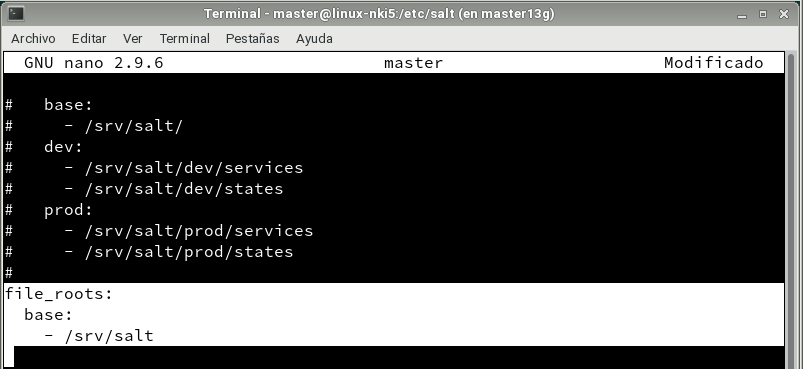 Terminal - master@linux-nki5:/etc/salt (en master13g)
Archivo Editar Ver Terminal Pestañas Ayuda
GNU nano 2.9.6 master Modificado
#   base:
#     - /srv/salt/
#   dev:
#     - /srv/salt/dev/services
#     - /srv/salt/dev/states
#   prod:
#     - /srv/salt/prod/services
#     - /srv/salt/prod/states
#
file_roots:
  base:
    - /srv/salt